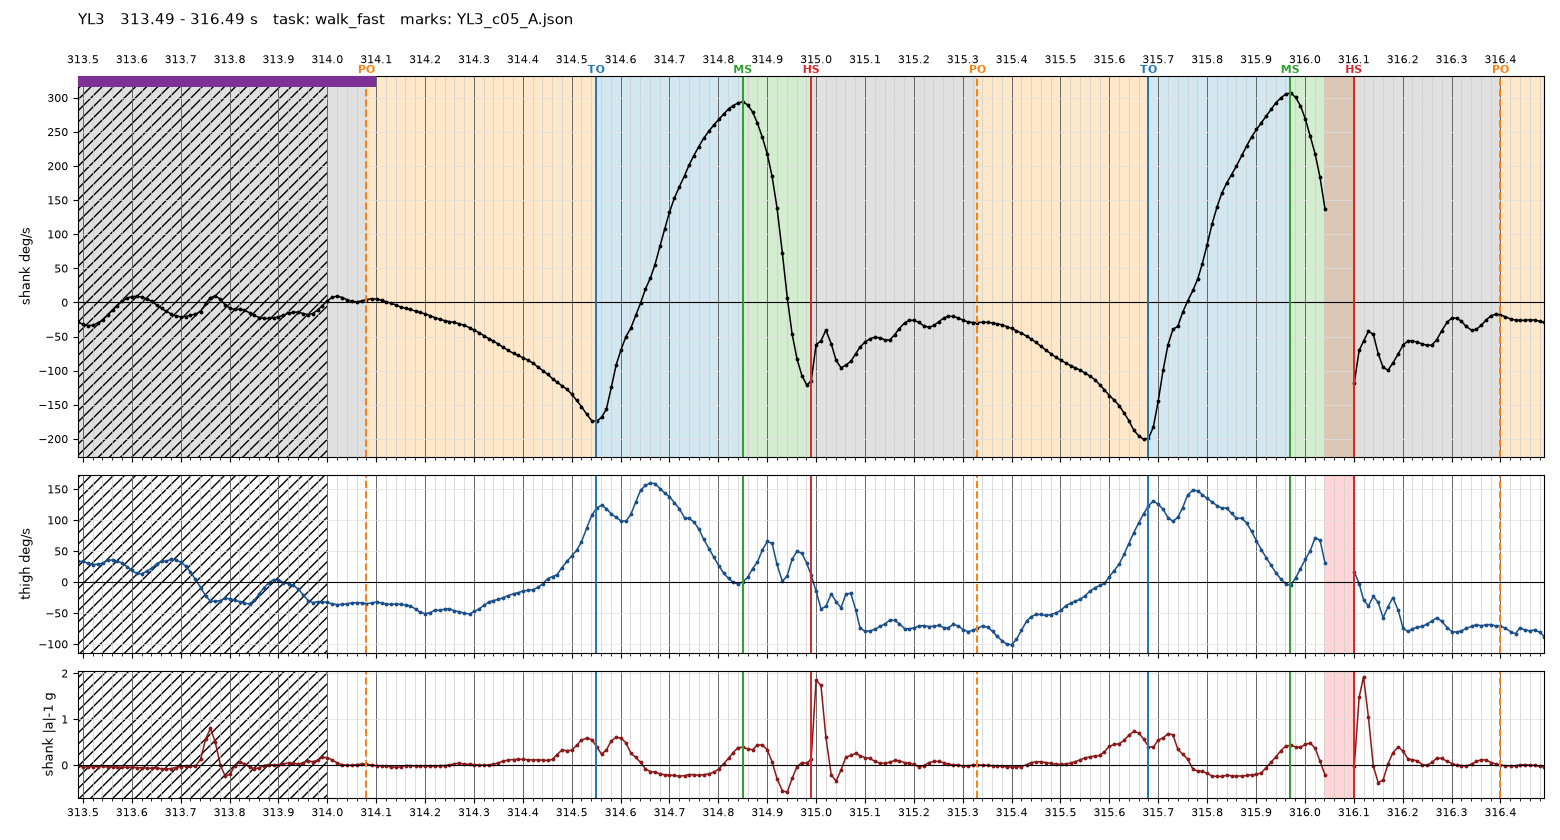 YL3 313.49 - 316.49 s task: walk_fast marks: YL3_c05_A.json
313.5 313.6 313.7 313.8 313.9 314.0 314.1 314.2 314.3 314.4 314.5 314.6 314.7 314.8 314.9 315.0 315.1 315.2 315.3 315.4 315.5 315.6 315.7 315.8 315.9 316.0 316.1 316.2 316.3 316.4
PO TO MS HS PO TO MS HS PO
300
250
200
150
100
50
0
−50
−100
−150
−200
shank deg/s
150
100
50
0
−50
−100
thigh deg/s
2
1
0
shank |a|-1 g
313.5 313.6 313.7 313.8 313.9 314.0 314.1 314.2 314.3 314.4 314.5 314.6 314.7 314.8 314.9 315.0 315.1 315.2 315.3 315.4 315.5 315.6 315.7 315.8 315.9 316.0 316.1 316.2 316.3 316.4